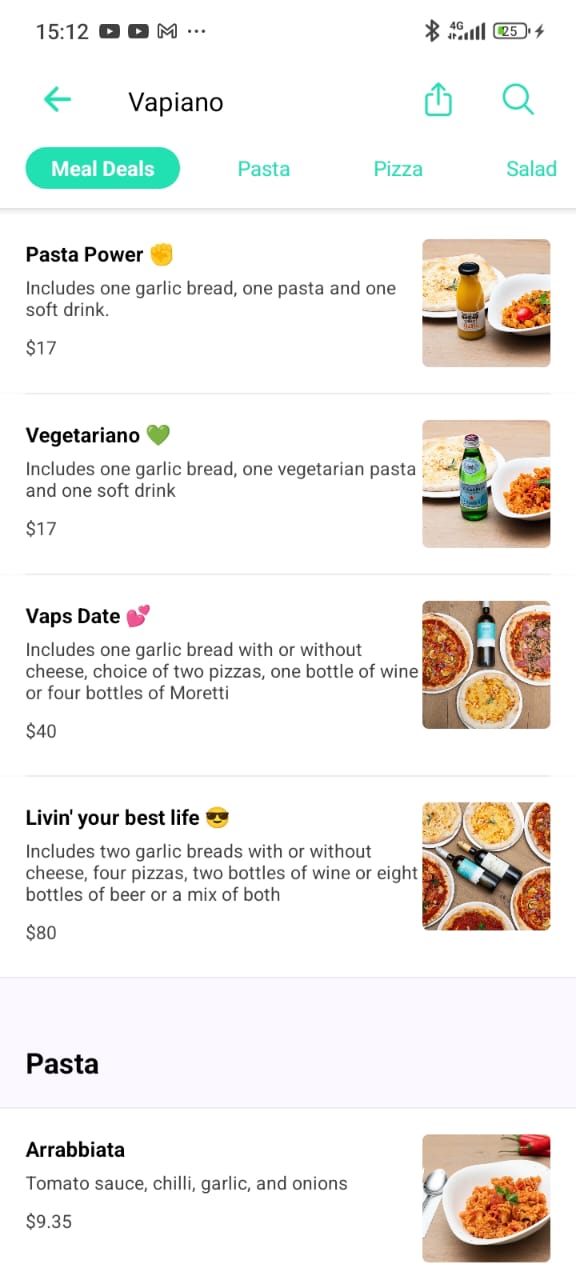 15:12
4G
25
Vapiano
Meal Deals
Pasta
Pizza
Salad
Pasta Power ✊
Includes one garlic bread, one pasta and one
soft drink.
$17
Vegetariano 💚
Includes one garlic bread, one vegetarian pasta
and one soft drink
$17
Vaps Date 💕
Includes one garlic bread with or without
cheese, choice of two pizzas, one bottle of wine
or four bottles of Moretti
$40
Livin' your best life 😎
Includes two garlic breads with or without
cheese, four pizzas, two bottles of wine or eight
bottles of beer or a mix of both
$80
Pasta
Arrabbiata
Tomato sauce, chilli, garlic, and onions
$9.35